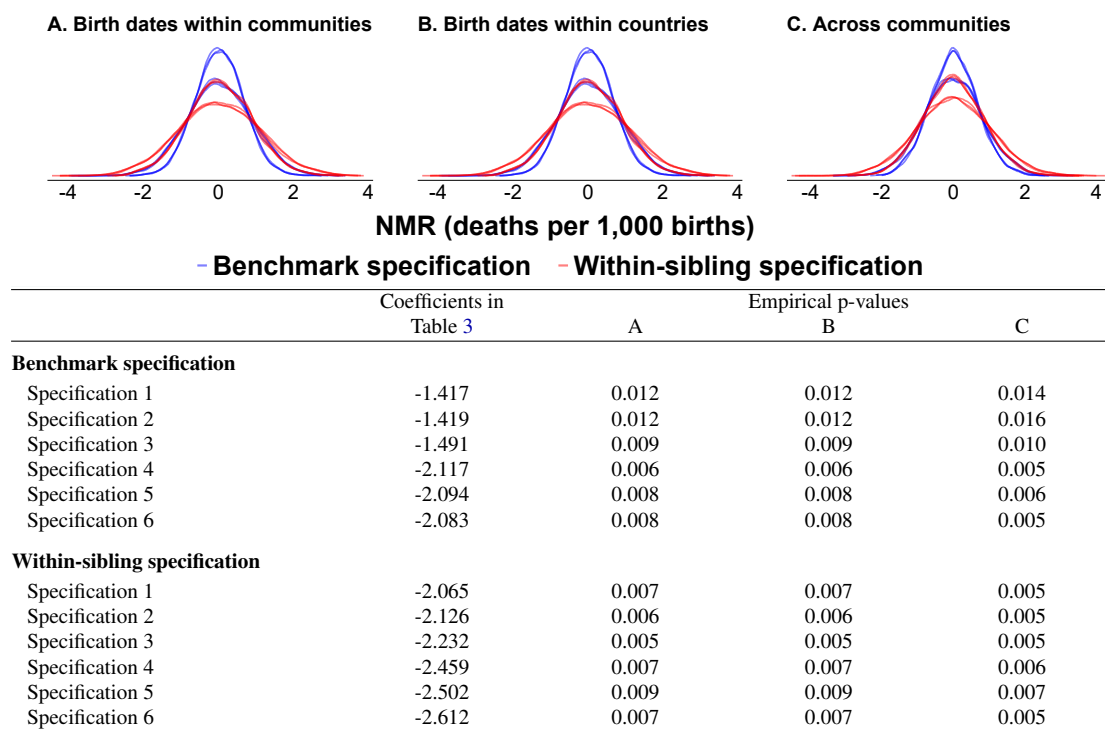 A. Birth dates within communities B. Birth dates within countries C. Across communities
-4 -2 0 2 4 -4 -2 0 2 4 -4 -2 0 2 4
NMR (deaths per 1,000 births)
Benchmark specification Within-sibling specification
Coefficients in Empirical p-values
Table 3 A B C
Benchmark specification
Specification 1 -1.417 0.012 0.012 0.014
Specification 2 -1.419 0.012 0.012 0.016
Specification 3 -1.491 0.009 0.009 0.010
Specification 4 -2.117 0.006 0.006 0.005
Specification 5 -2.094 0.008 0.008 0.006
Specification 6 -2.083 0.008 0.008 0.005
Within-sibling specification
Specification 1 -2.065 0.007 0.007 0.005
Specification 2 -2.126 0.006 0.006 0.005
Specification 3 -2.232 0.005 0.005 0.005
Specification 4 -2.459 0.007 0.007 0.006
Specification 5 -2.502 0.009 0.009 0.007
Specification 6 -2.612 0.007 0.007 0.005